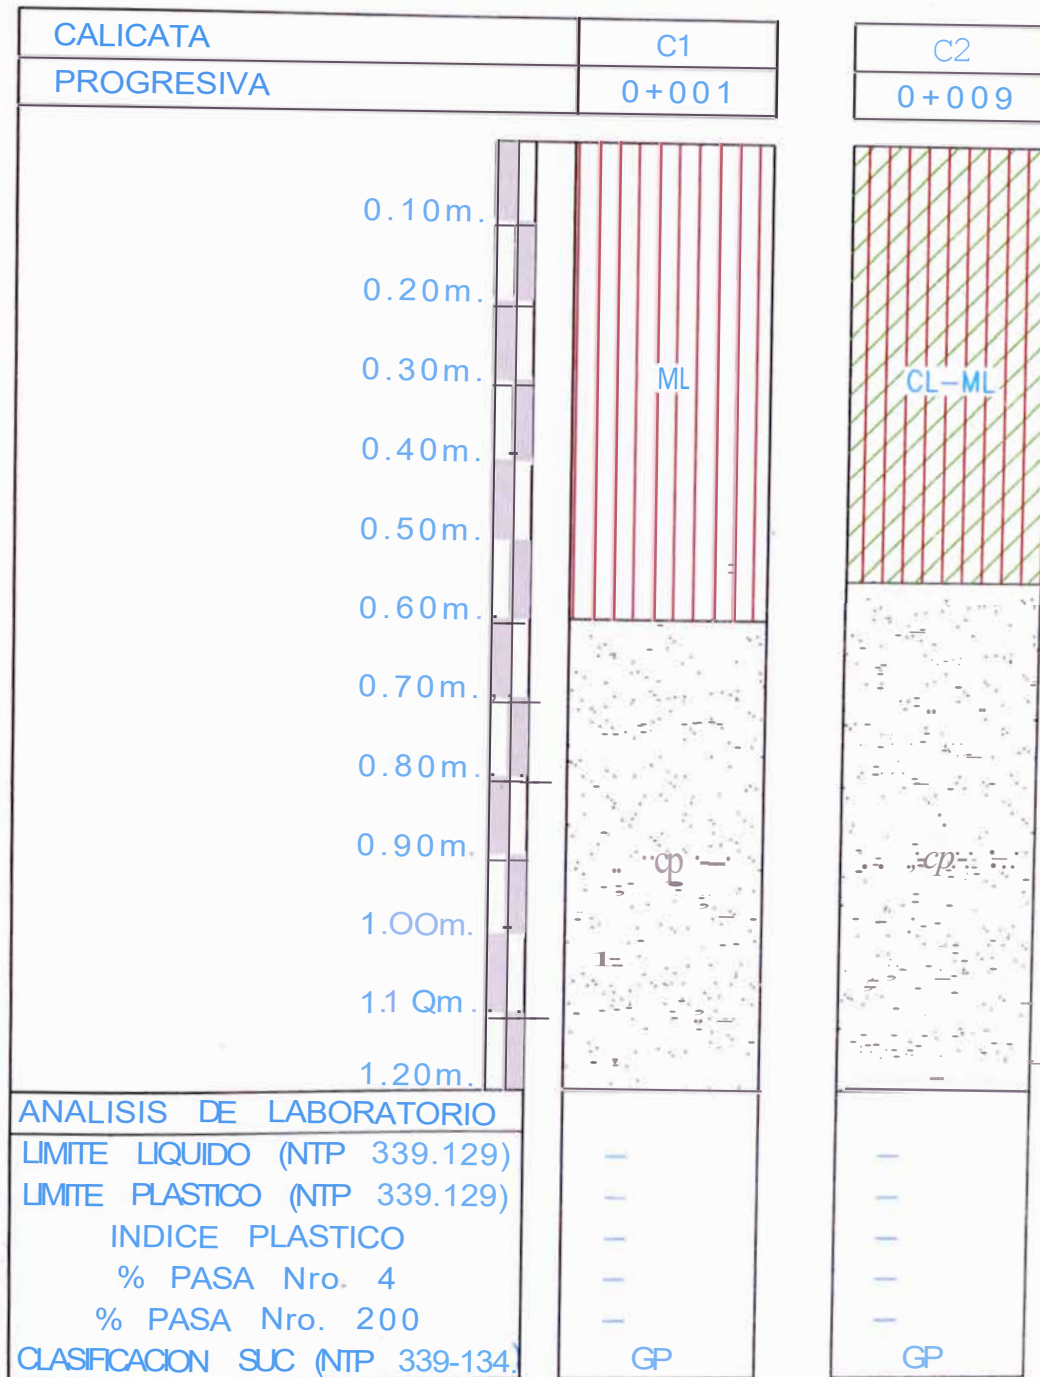 CALICATA C1 C2
PROGRESIVA 0+001 0+009
0.10m.
0.20m.
0.30m.
ML CL-ML
0.40m.
0.50m.
0.60m.
0.70m.
0.80m.
0.90m.
cp cp
1.00m.
1.1 Qm.
1.20m.
ANALISIS DE LABORATORIO
LIMITE LIQUIDO (NTP 339.129) — —
LIMITE PLASTICO (NTP 339.129) — —
INDICE PLASTICO — —
% PASA Nro. 4 — —
% PASA Nro. 200 — —
CLASIFICACION SUC (NTP 339-134. GP GP